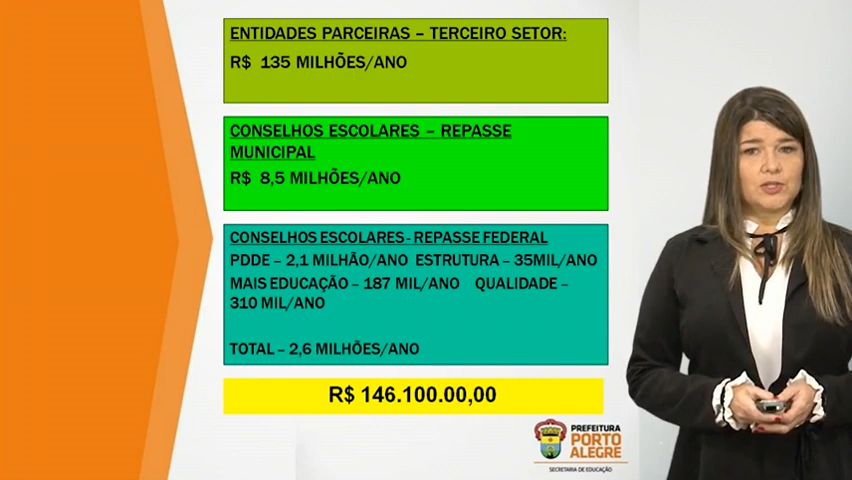 ENTIDADES PARCEIRAS – TERCEIRO SETOR:
R$ 135 MILHÕES/ANO
CONSELHOS ESCOLARES – REPASSE
MUNICIPAL
R$ 8,5 MILHÕES/ANO
CONSELHOS ESCOLARES- REPASSE FEDERAL
PDDE – 2,1 MILHÃO/ANO ESTRUTURA – 35MIL/ANO
MAIS EDUCAÇÃO – 187 MIL/ANO QUALIDADE –
310 MIL/ANO
TOTAL – 2,6 MILHÕES/ANO
R$ 146.100.00,00
PREFEITURA
PORTO
ALEGRE
SECRETARIA DE EDUCAÇÃO